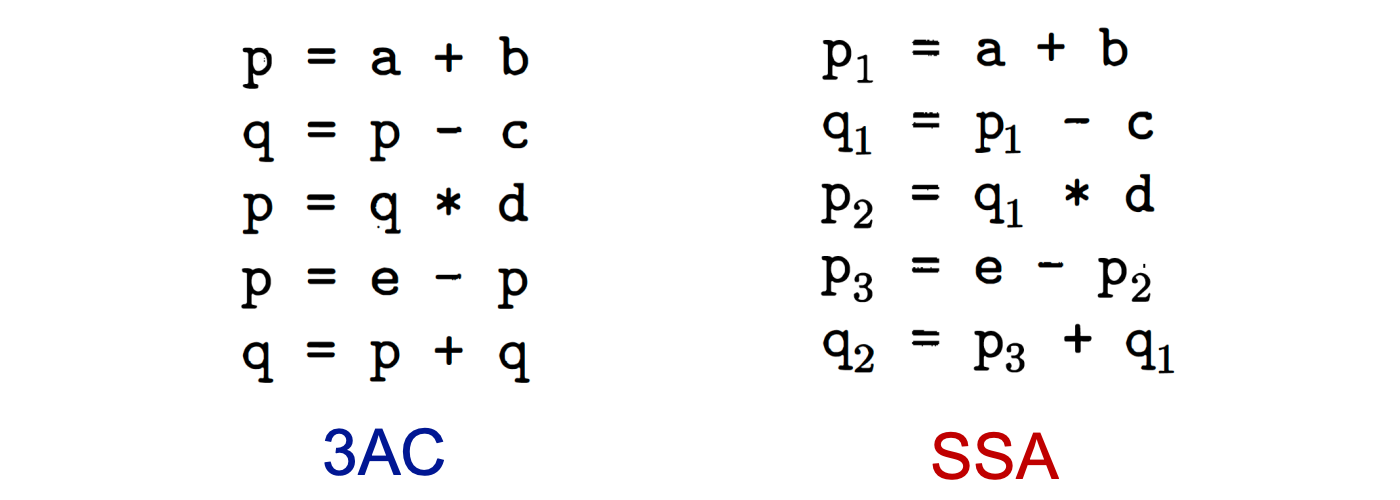 p = a + b
q = p - c
p = q * d
p = e - p
q = p + q
3AC
p₁ = a + b
q₁ = p₁ - c
p₂ = q₁ * d
p₃ = e - p₂
q₂ = p₃ + q₁
SSA